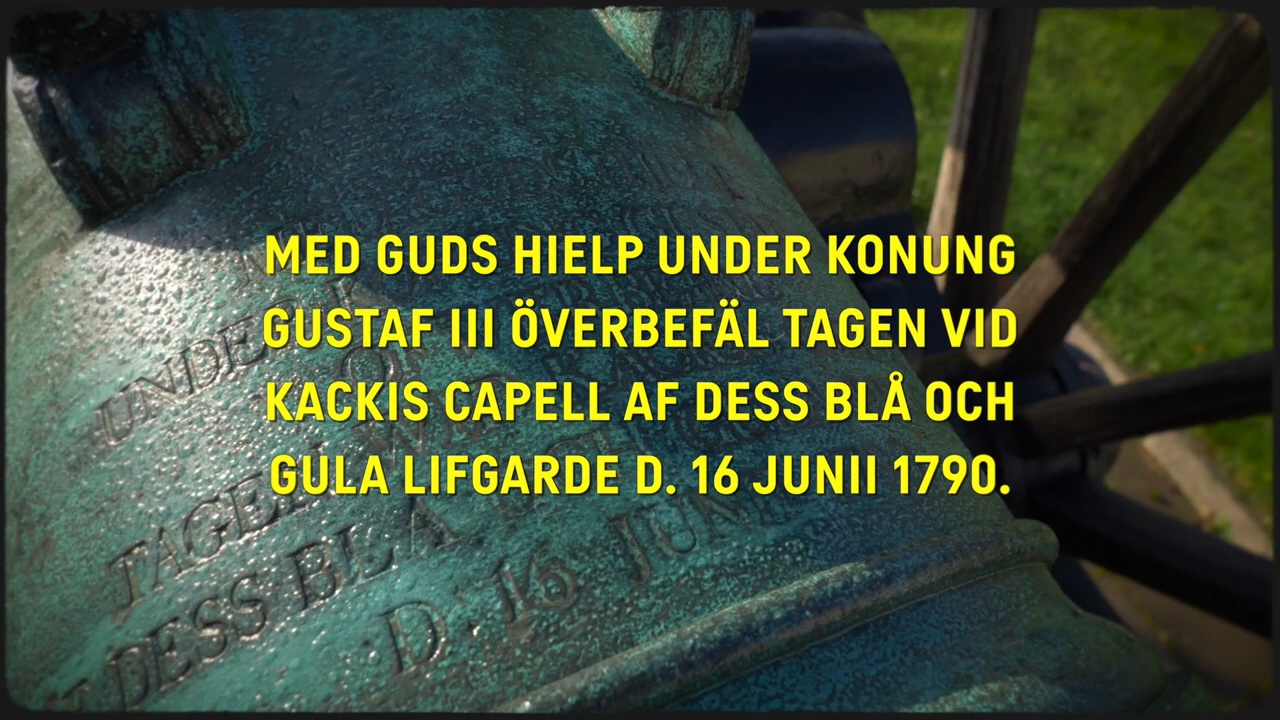 MED GUDS HIELP UNDER KONUNG
GUSTAF III ÖVERBEFÄL TAGEN VID
KACKIS CAPELL AF DESS BLÅ OCH
GULA LIFGARDE D. 16 JUNII 1790.
UNDER
TAGEN
DESS BLÅ
D. 16 JUNI